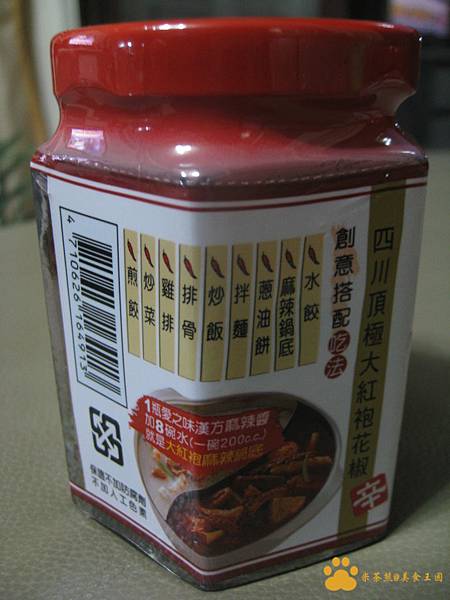 四川頂極大紅袍花椒
辛
創意搭配吃法
水餃
麻辣鍋底
蔥油餅
拌麵
炒飯
排骨
雞排
炒菜
煎餃
1瓶愛之味漢方麻辣醬
加8碗水(一碗200c.c.)
就是大紅袍麻辣鍋底
4 710626 164913
保證不加防腐劑
不加人工色素
米茶熊的美食王國